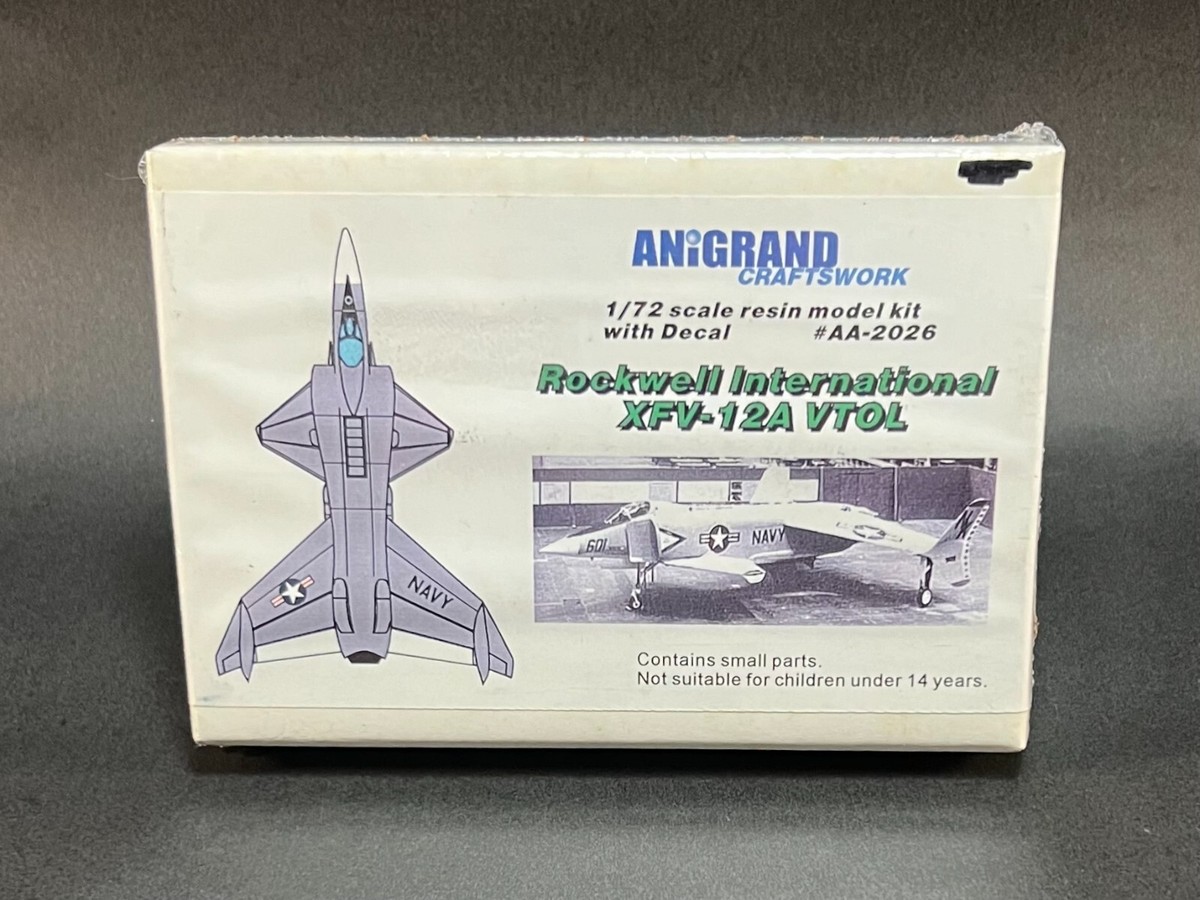 ANiGRAND
CRAFTSWORK
1/72 scale resin model kit
with Decal #AA-2026
Rockwell International
XFV-12A VTOL
NAVY
601
NAVY
Contains small parts.
Not suitable for children under 14 years.